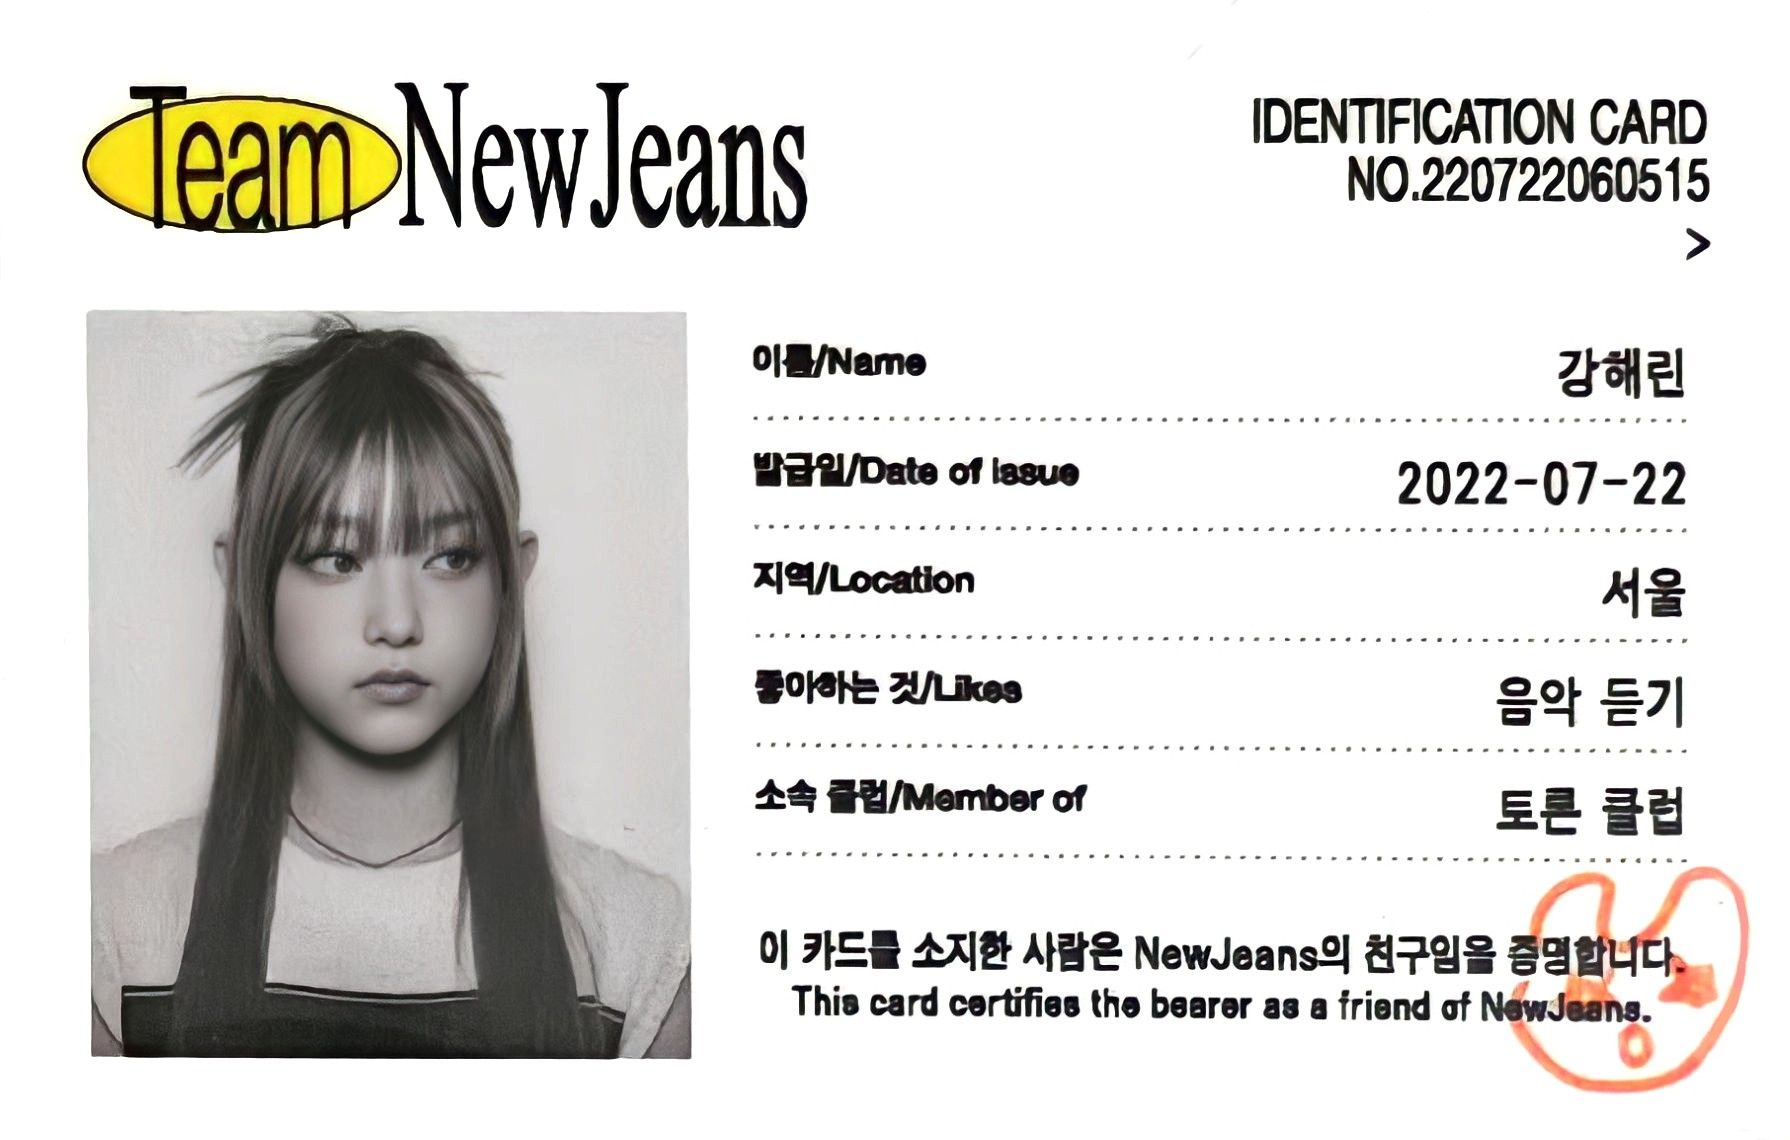 Team NewJeans
IDENTIFICATION CARD
NO.220722060515
>
이름/Name
강해린
발급일/Date of issue
2022-07-22
지역/Location
서울
좋아하는 것/Likes
음악 듣기
소속 클럽/Member of
토론 클럽
이 카드를 소지한 사람은 NewJeans의 친구임을 증명합니다.
This card certifies the bearer as a friend of NewJeans.